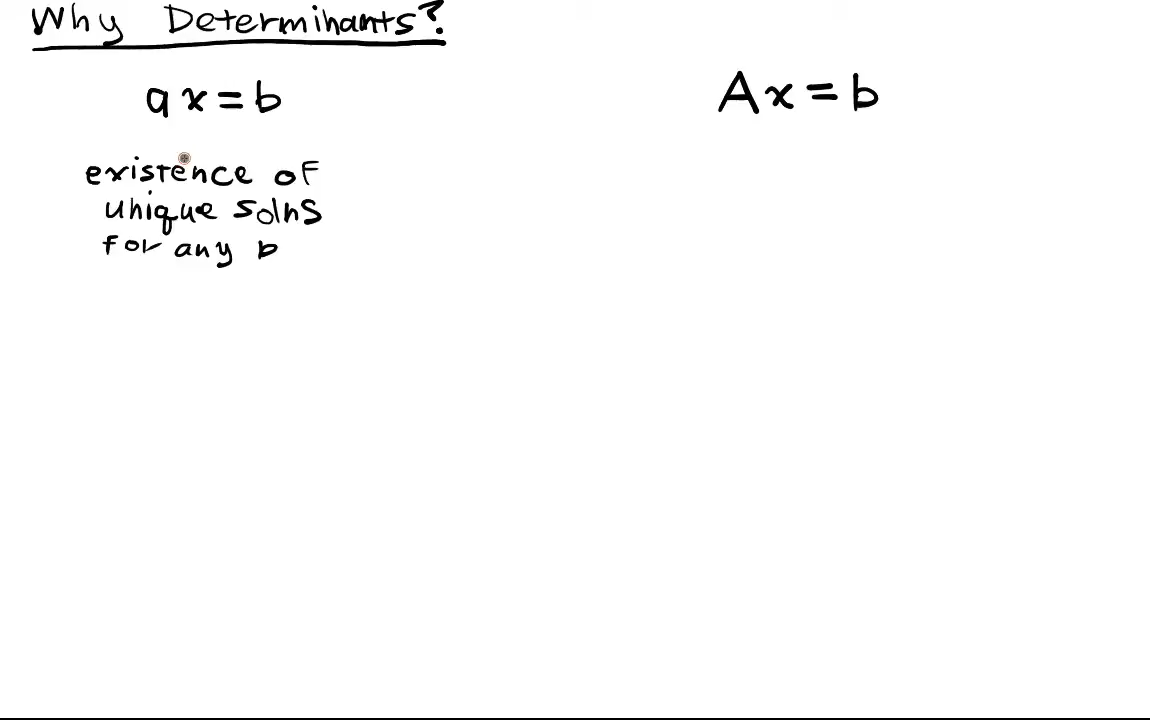 Why Determinants?
ax=b
Ax=b
existence of
unique solns
for any b